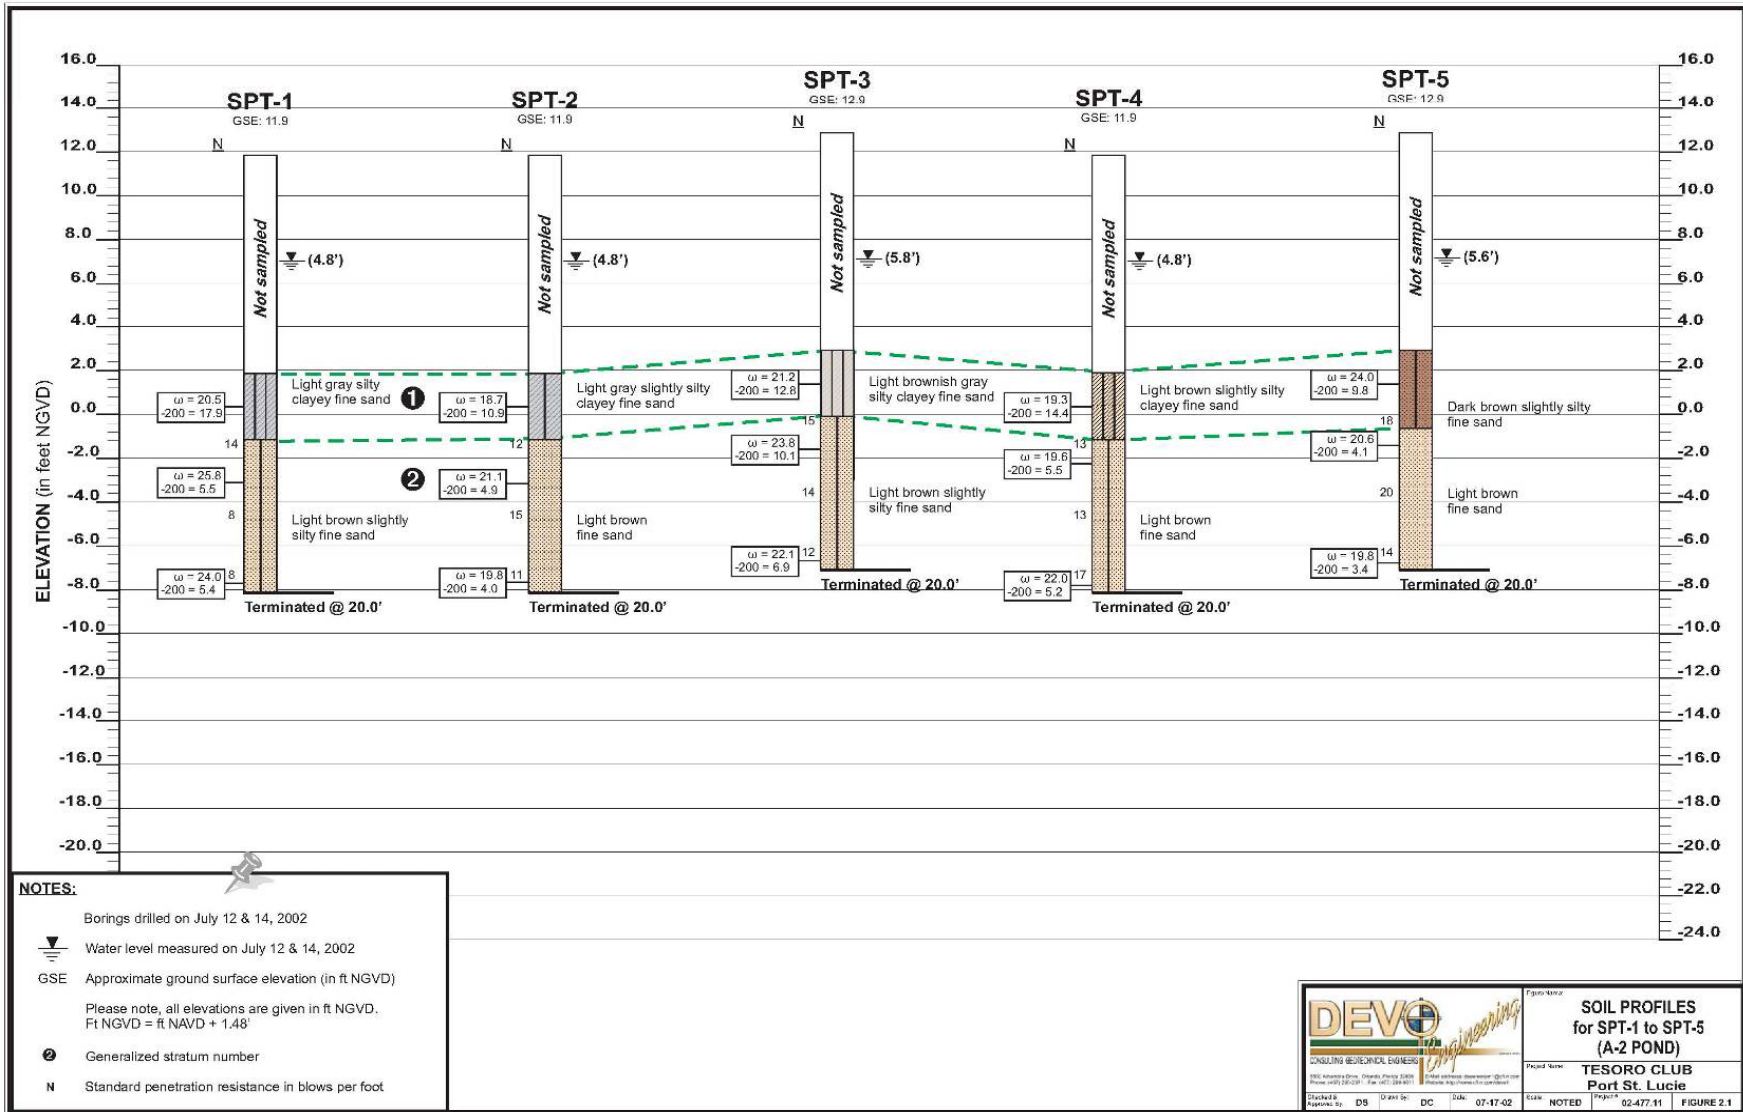 SPT-1
GSE: 11.9
SPT-2
GSE: 11.9
SPT-3
GSE: 12.9
SPT-4
GSE: 11.9
SPT-5
GSE: 12.9
ELEVATION (in feet NGVD)
16.0
14.0
12.0
10.0
8.0
6.0
4.0
2.0
0.0
-2.0
-4.0
-6.0
-8.0
-10.0
-12.0
-14.0
-16.0
-18.0
-20.0
N
Not sampled
(4.8')
Light gray silty
clayey fine sand
ω = 20.5
-200 = 17.9
14
ω = 25.8
-200 = 5.5
8
Light brown slightly
silty fine sand
ω = 24.0
-200 = 5.4
8
Terminated @ 20.0'
1
2
N
Not sampled
(4.8')
Light gray slightly silty
clayey fine sand
ω = 18.7
-200 = 10.9
12
ω = 21.1
-200 = 4.9
15
Light brown
fine sand
ω = 19.8
-200 = 4.0
11
Terminated @ 20.0'
N
Not sampled
(5.8')
ω = 21.2
-200 = 12.8
Light brownish gray
silty clayey fine sand
15
ω = 23.8
-200 = 10.1
14
Light brown slightly
silty fine sand
ω = 22.1
-200 = 6.9
12
Terminated @ 20.0'
N
Not sampled
(4.8')
Light brown slightly silty
clayey fine sand
ω = 19.3
-200 = 14.4
13
ω = 19.6
-200 = 5.5
13
Light brown
fine sand
ω = 22.0
-200 = 5.2
17
Terminated @ 20.0'
N
Not sampled
(5.6')
ω = 24.0
-200 = 9.8
Dark brown slightly silty
fine sand
18
ω = 20.6
-200 = 4.1
20
Light brown
fine sand
ω = 19.8
-200 = 3.4
14
Terminated @ 20.0'
16.0
14.0
12.0
10.0
8.0
6.0
4.0
2.0
0.0
-2.0
-4.0
-6.0
-8.0
-10.0
-12.0
-14.0
-16.0
-18.0
-20.0
-22.0
-24.0
NOTES:
Borings drilled on July 12 & 14, 2002
Water level measured on July 12 & 14, 2002
GSE Approximate ground surface elevation (in ft NGVD)
Please note, all elevations are given in ft NGVD.
Ft NGVD = ft NAVD + 1.48'
2 Generalized stratum number
N Standard penetration resistance in blows per foot
DEVO
Engineering
CONSULTING GEOTECHNICAL ENGINEERS
Figure Name:
SOIL PROFILES
for SPT-1 to SPT-5
(A-2 POND)
Project Name:
TESORO CLUB
Port St. Lucie
Checked &
Approved By: DS
Drawn By: DC
Date: 07-17-02
Scale: NOTED
Project # 02-477.11
FIGURE 2.1